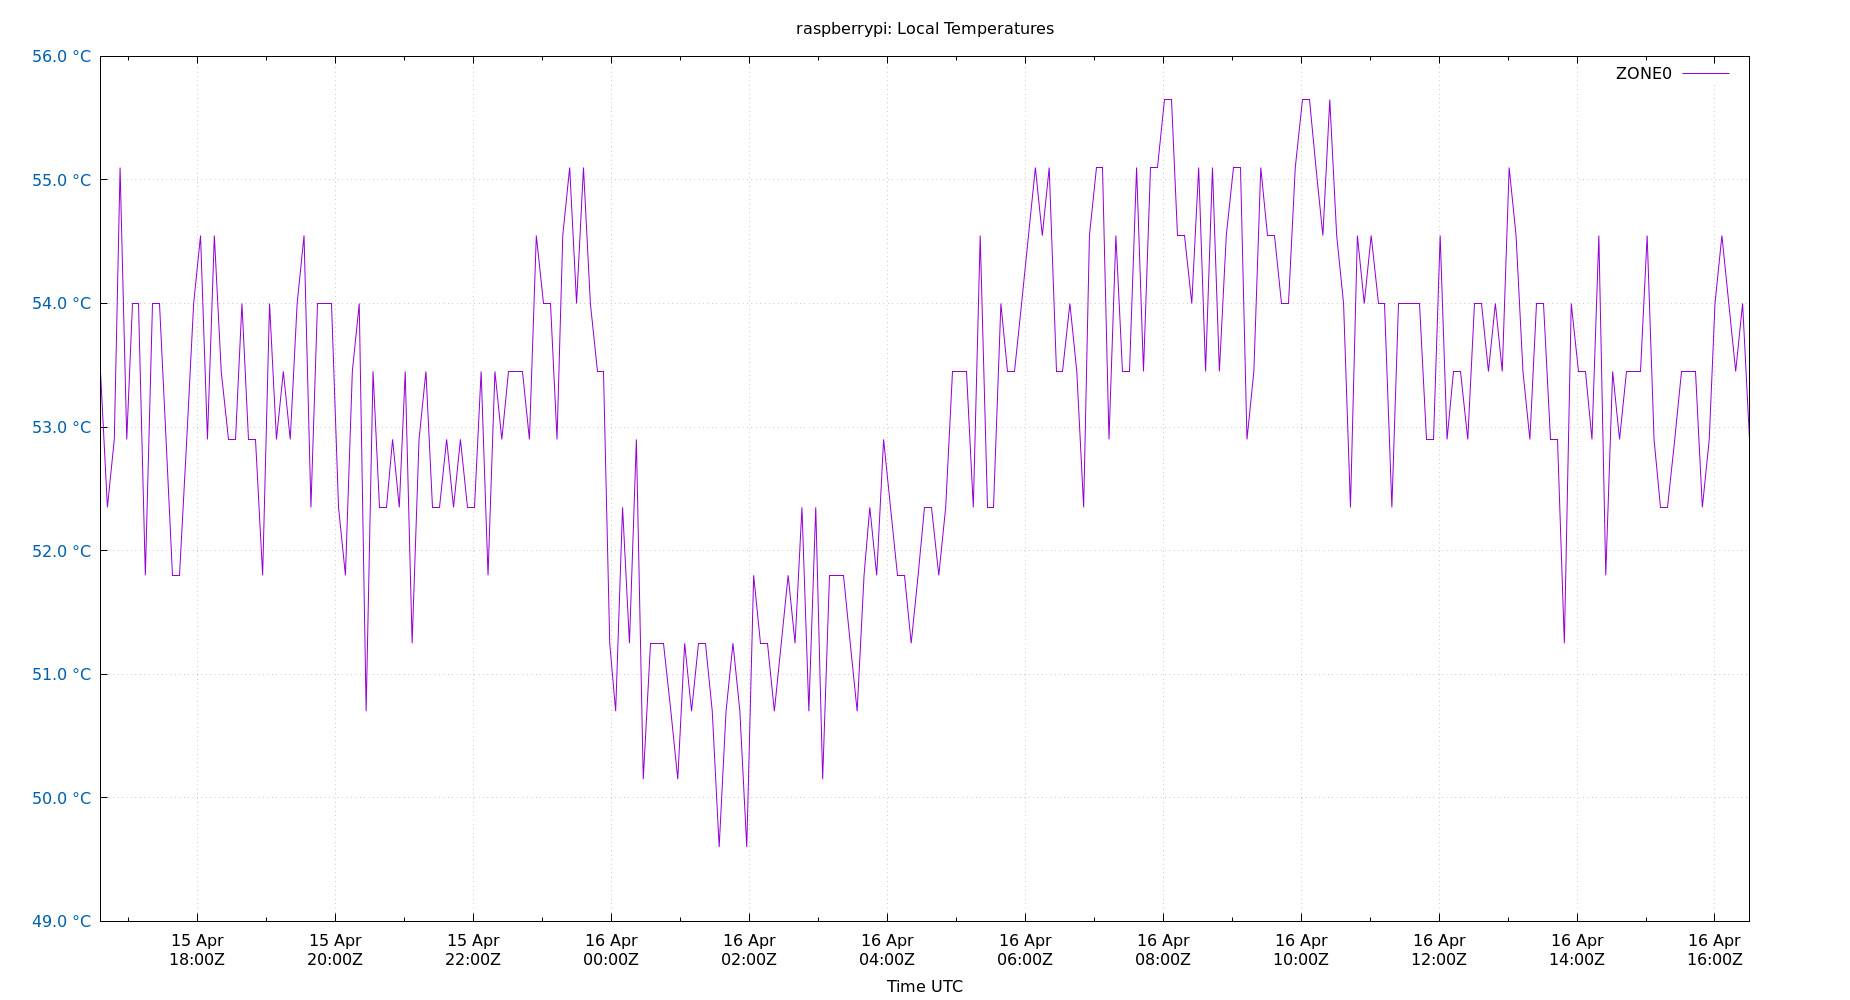 raspberrypi: Local Temperatures
ZONE0
56.0 °C
55.0 °C
54.0 °C
53.0 °C
52.0 °C
51.0 °C
50.0 °C
49.0 °C
15 Apr 15 Apr 15 Apr 16 Apr 16 Apr 16 Apr 16 Apr 16 Apr 16 Apr 16 Apr 16 Apr 16 Apr
18:00Z 20:00Z 22:00Z 00:00Z 02:00Z 04:00Z 06:00Z 08:00Z 10:00Z 12:00Z 14:00Z 16:00Z
Time UTC